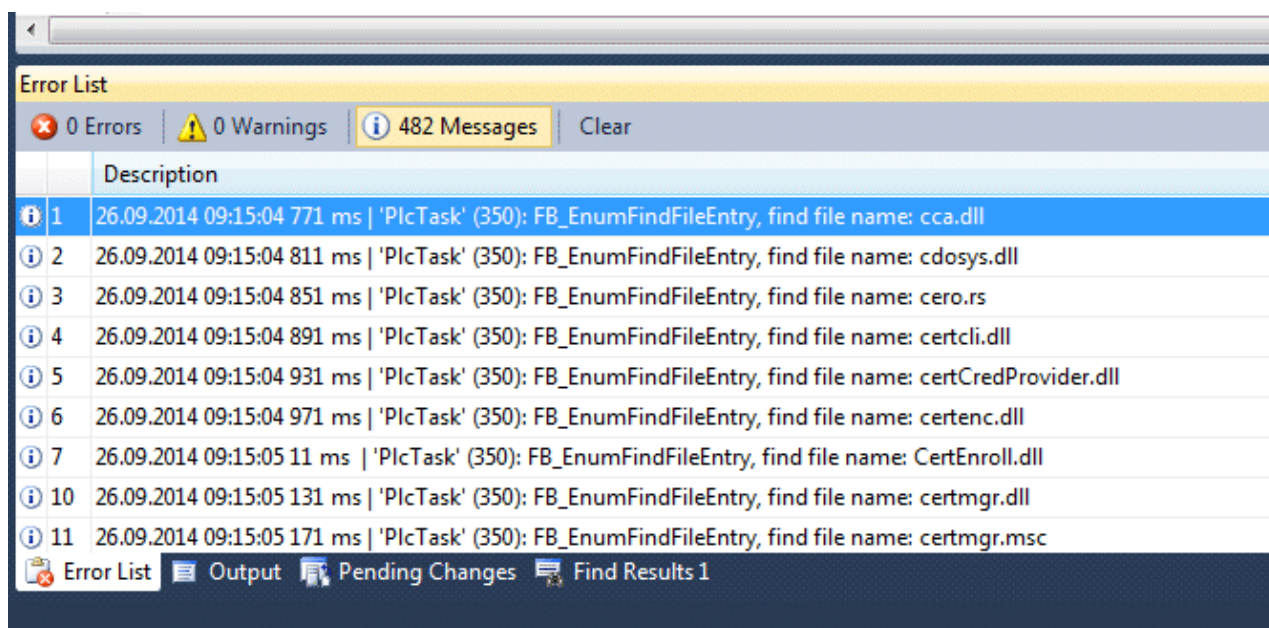 Error List
0 Errors 0 Warnings 482 Messages Clear
Description
1 26.09.2014 09:15:04 771 ms | 'PlcTask' (350): FB_EnumFindFileEntry, find file name: cca.dll
2 26.09.2014 09:15:04 811 ms | 'PlcTask' (350): FB_EnumFindFileEntry, find file name: cdosys.dll
3 26.09.2014 09:15:04 851 ms | 'PlcTask' (350): FB_EnumFindFileEntry, find file name: cero.rs
4 26.09.2014 09:15:04 891 ms | 'PlcTask' (350): FB_EnumFindFileEntry, find file name: certcli.dll
5 26.09.2014 09:15:04 931 ms | 'PlcTask' (350): FB_EnumFindFileEntry, find file name: certCredProvider.dll
6 26.09.2014 09:15:04 971 ms | 'PlcTask' (350): FB_EnumFindFileEntry, find file name: certenc.dll
7 26.09.2014 09:15:05 11 ms | 'PlcTask' (350): FB_EnumFindFileEntry, find file name: CertEnroll.dll
10 26.09.2014 09:15:05 131 ms | 'PlcTask' (350): FB_EnumFindFileEntry, find file name: certmgr.dll
11 26.09.2014 09:15:05 171 ms | 'PlcTask' (350): FB_EnumFindFileEntry, find file name: certmgr.msc
Error List Output Pending Changes Find Results 1